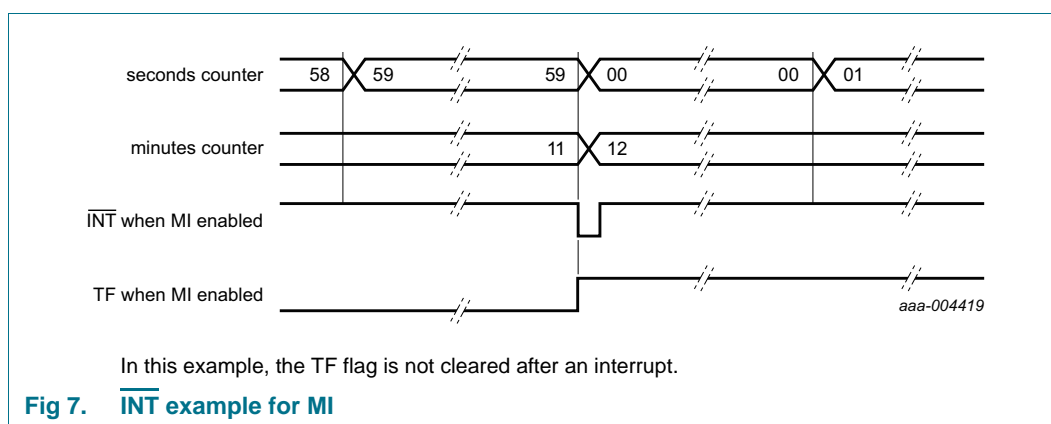 seconds counter 58 59 59 00 00 01
minutes counter 11 12
INT when MI enabled
TF when MI enabled
aaa-004419
In this example, the TF flag is not cleared after an interrupt.
Fig 7. INT example for MI